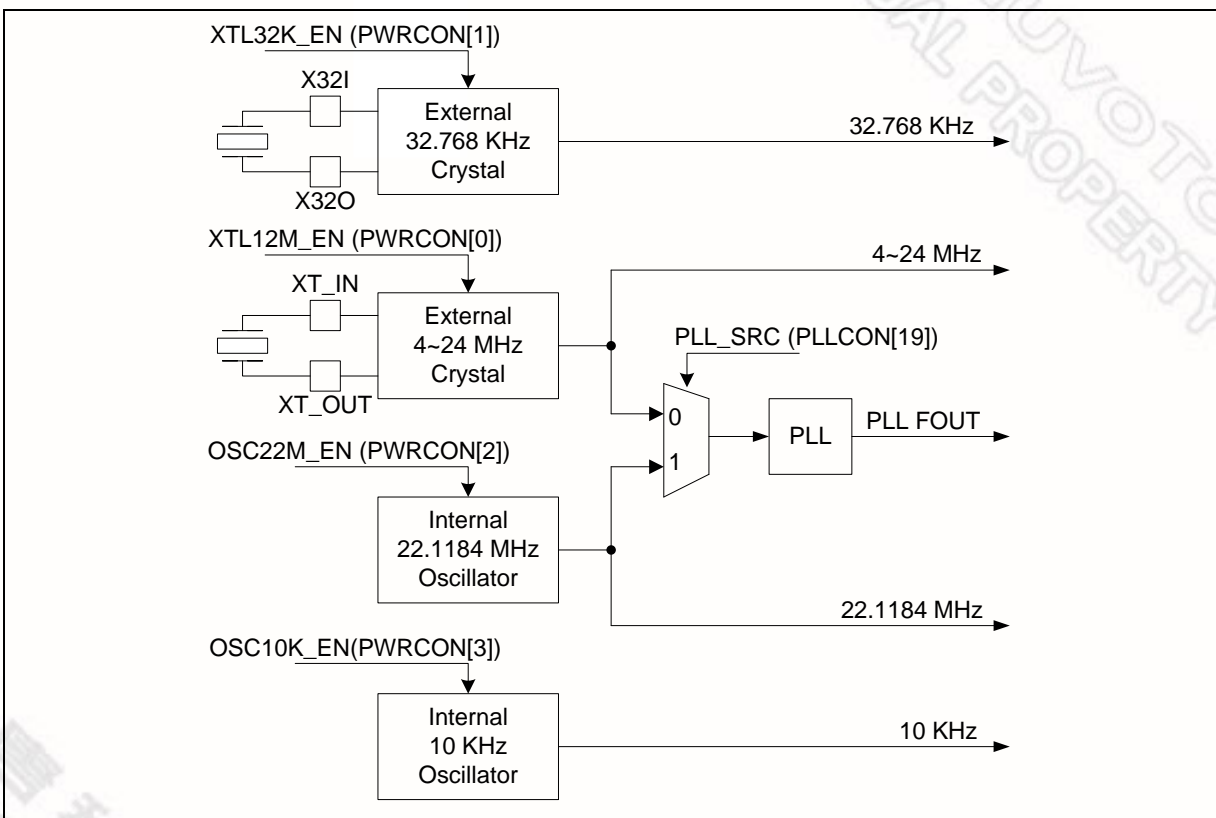 XTL32K_EN (PWRCON[1])
X32I
External
32.768 KHz
Crystal
X32O
32.768 KHz
XTL12M_EN (PWRCON[0])
XT_IN
External
4~24 MHz
Crystal
XT_OUT
4~24 MHz
PLL_SRC (PLLCON[19])
0
1
PLL
PLL FOUT
OSC22M_EN (PWRCON[2])
Internal
22.1184 MHz
Oscillator
22.1184 MHz
OSC10K_EN(PWRCON[3])
Internal
10 KHz
Oscillator
10 KHz
PROPERTY